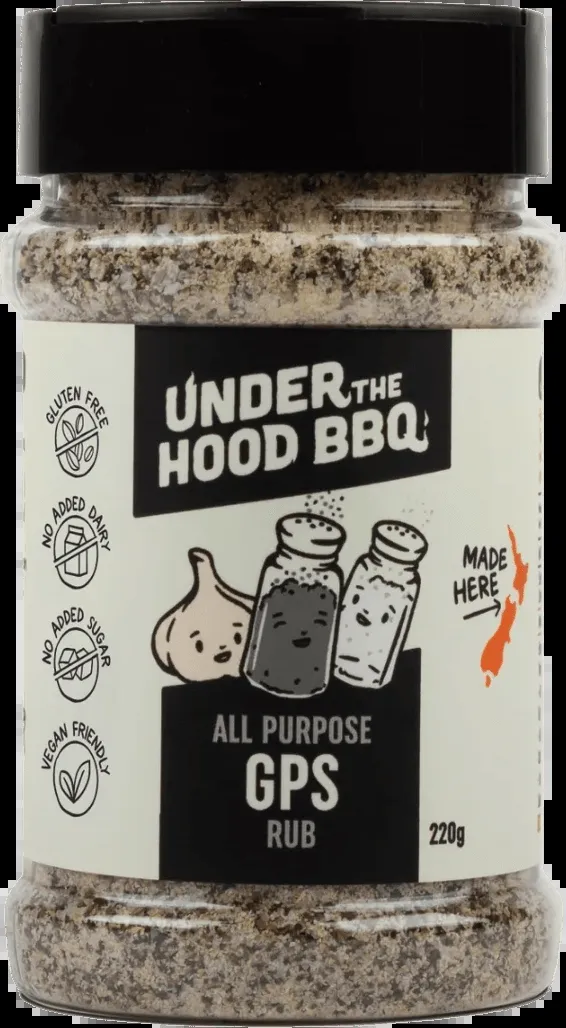 UNDER THE
HOOD BBQ
GLUTEN FREE
NO ADDED DAIRY
NO ADDED SUGAR
VEGAN FRIENDLY
MADE
HERE
ALL PURPOSE
GPS
RUB
220g